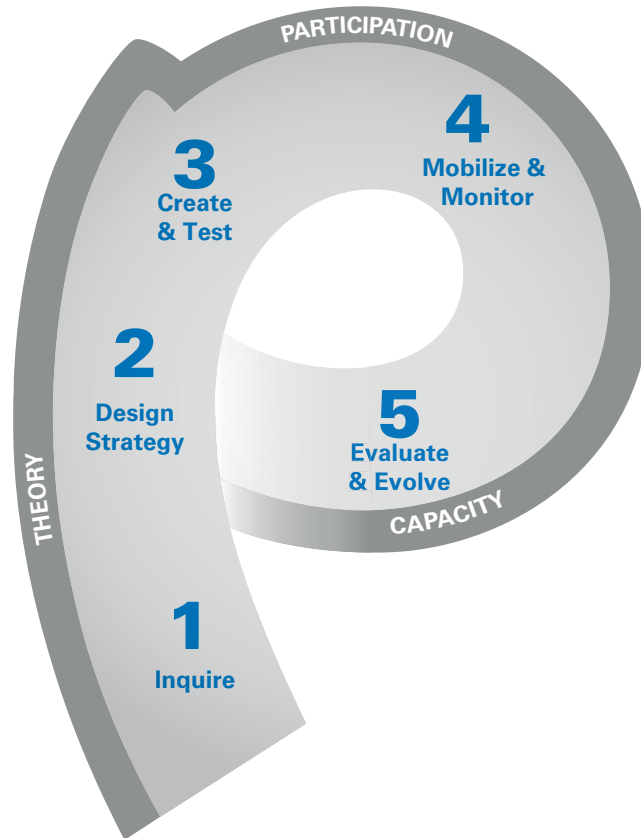 PARTICIPATION
4
Mobilize &
Monitor
3
Create
& Test
2
Design
Strategy
5
Evaluate
& Evolve
THEORY
CAPACITY
1
Inquire